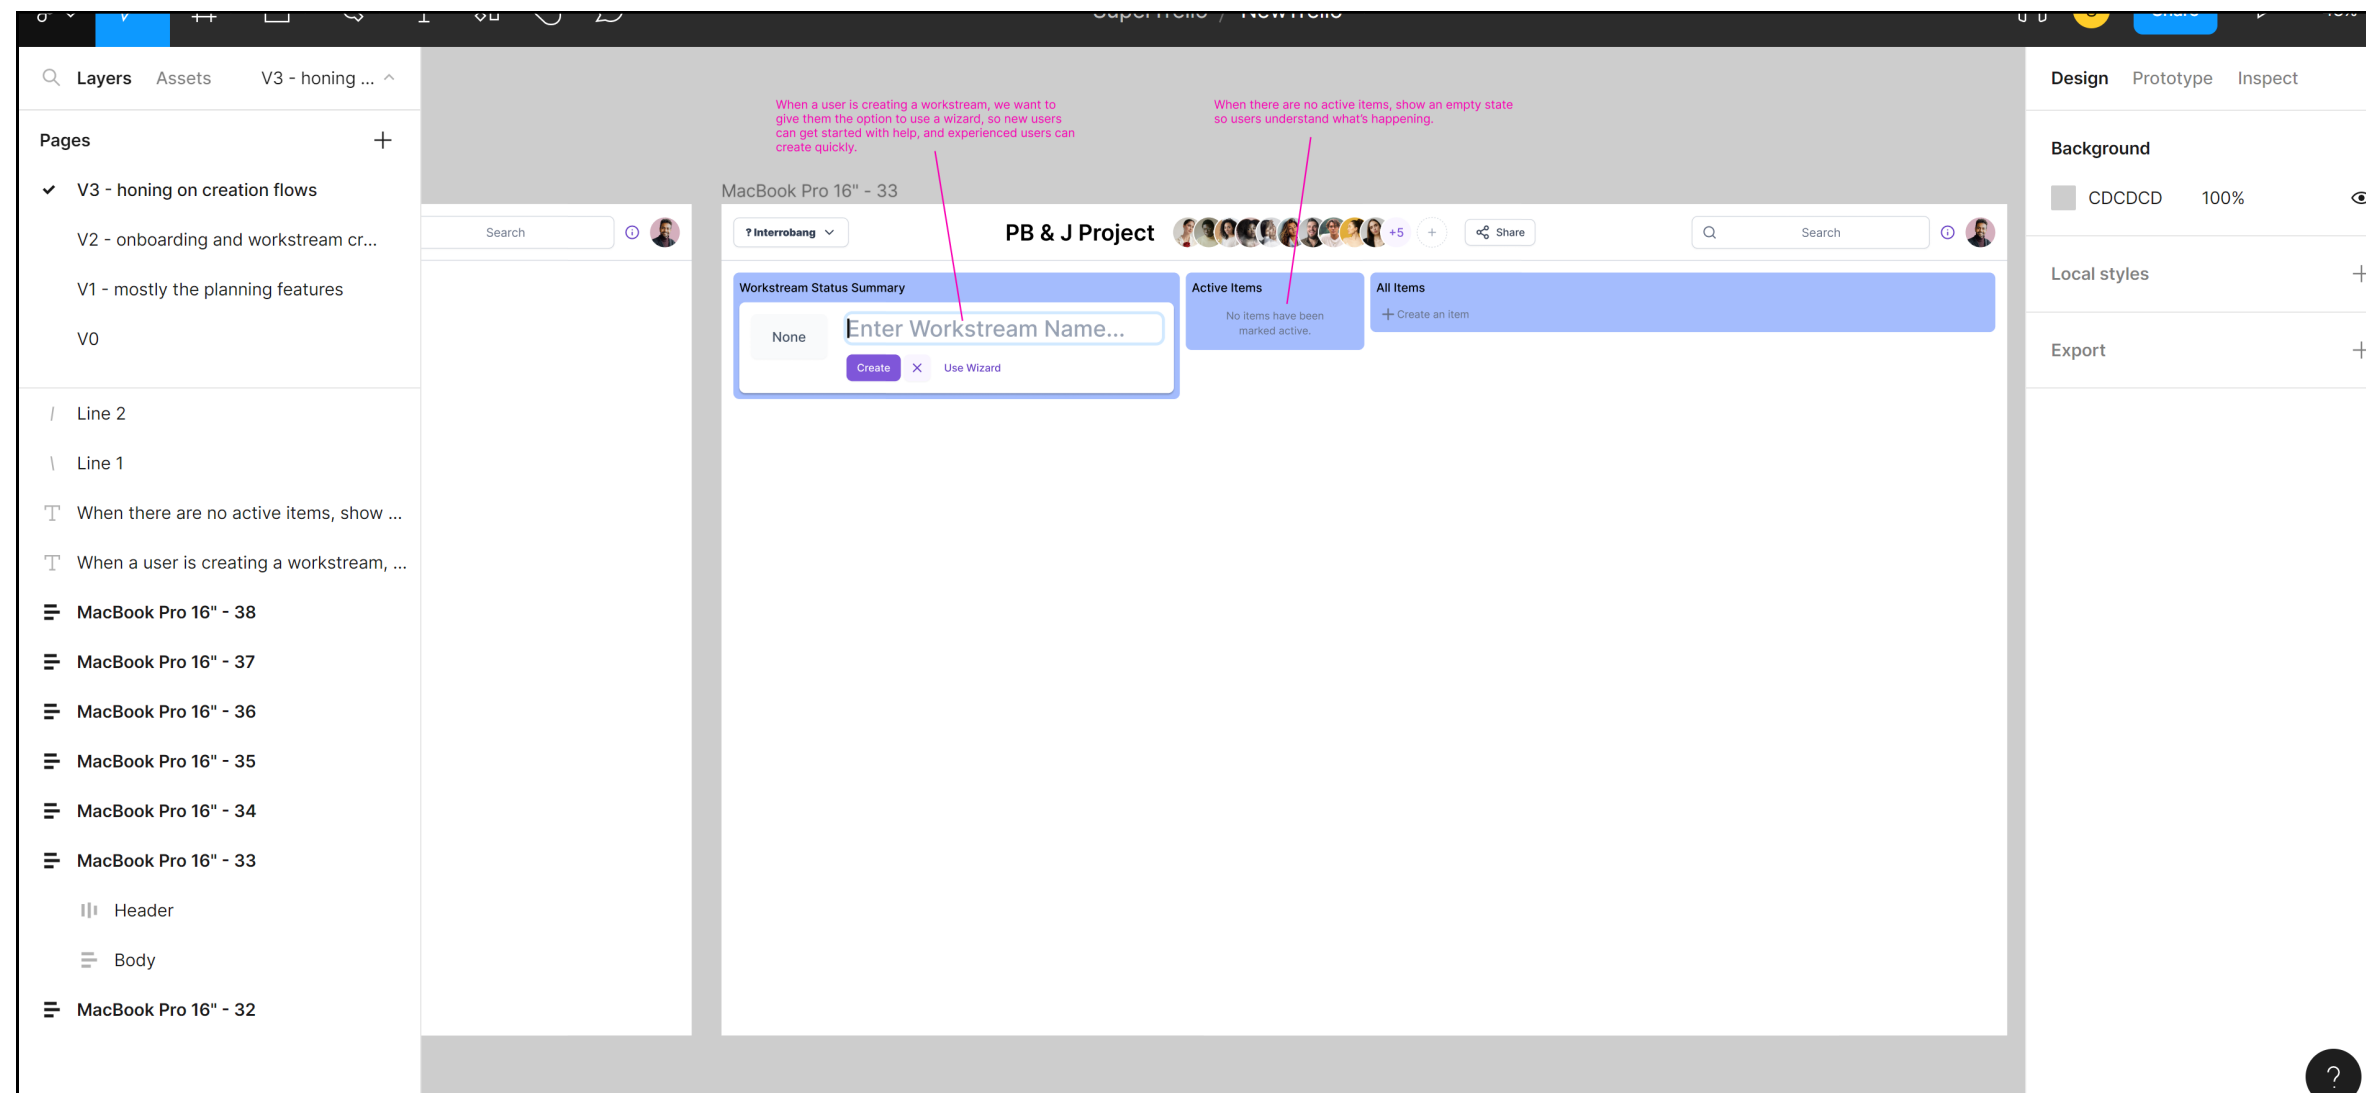 SuperTrello / NewTrello
Share
Layers
Assets
V3 - honing ...
Pages
V3 - honing on creation flows
V2 - onboarding and workstream cr...
V1 - mostly the planning features
V0
Line 2
Line 1
When there are no active items, show ...
When a user is creating a workstream, ...
MacBook Pro 16" - 38
MacBook Pro 16" - 37
MacBook Pro 16" - 36
MacBook Pro 16" - 35
MacBook Pro 16" - 34
MacBook Pro 16" - 33
Header
Body
MacBook Pro 16" - 32
Search
When a user is creating a workstream, we want to
give them the option to use a wizard, so new users
can get started with help, and experienced users can
create quickly.
When there are no active items, show an empty state
so users understand what's happening.
MacBook Pro 16" - 33
? Interrobang
PB & J Project
+5
Share
Search
Workstream Status Summary
None
Enter Workstream Name...
Create
Use Wizard
Active Items
No items have been
marked active.
All Items
Create an item
Design
Prototype
Inspect
Background
CDCDCD
100%
Local styles
Export
?